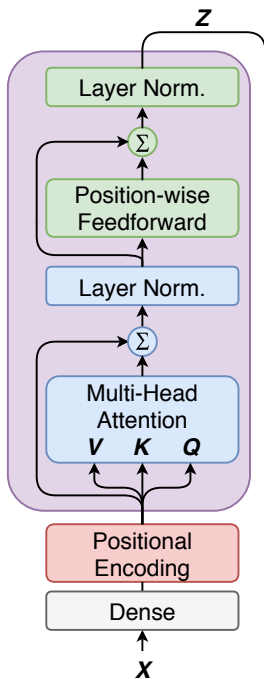 Z
Layer Norm.
Σ
Position-wise
Feedforward
Layer Norm.
Σ
Multi-Head
Attention
V K Q
Positional
Encoding
Dense
X